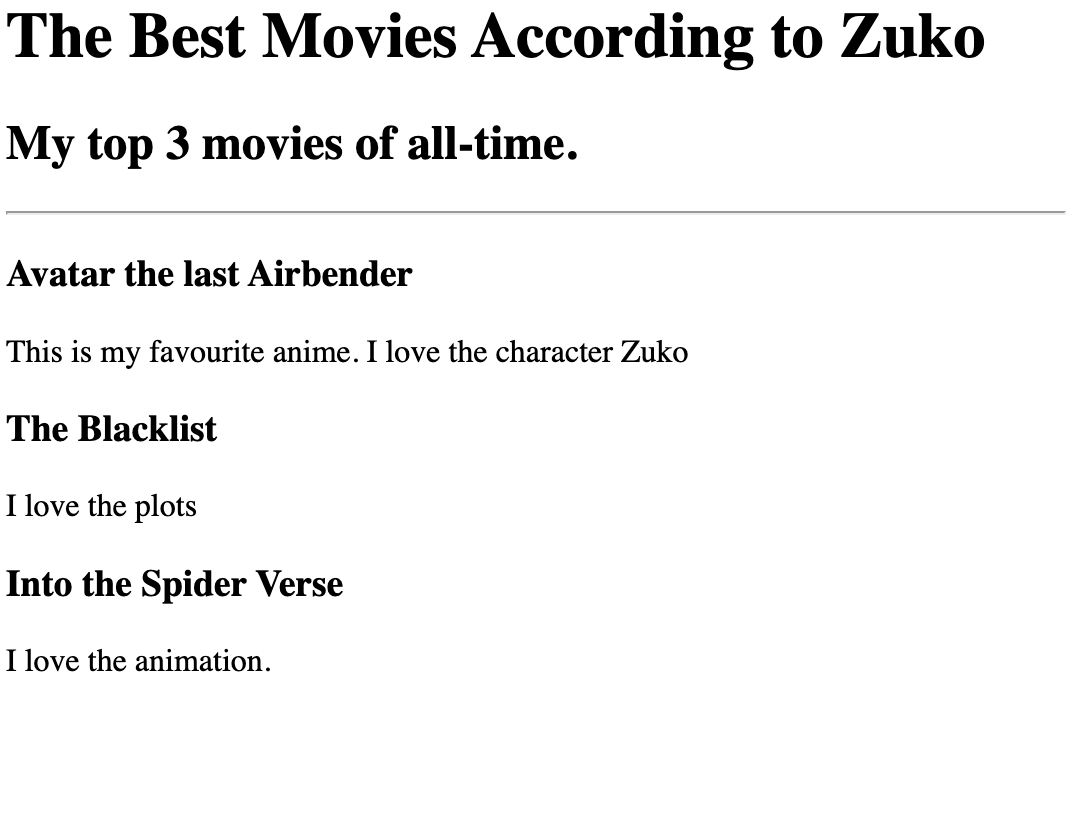 The Best Movies According to Zuko
My top 3 movies of all-time.
Avatar the last Airbender
This is my favourite anime. I love the character Zuko
The Blacklist
I love the plots
Into the Spider Verse
I love the animation.